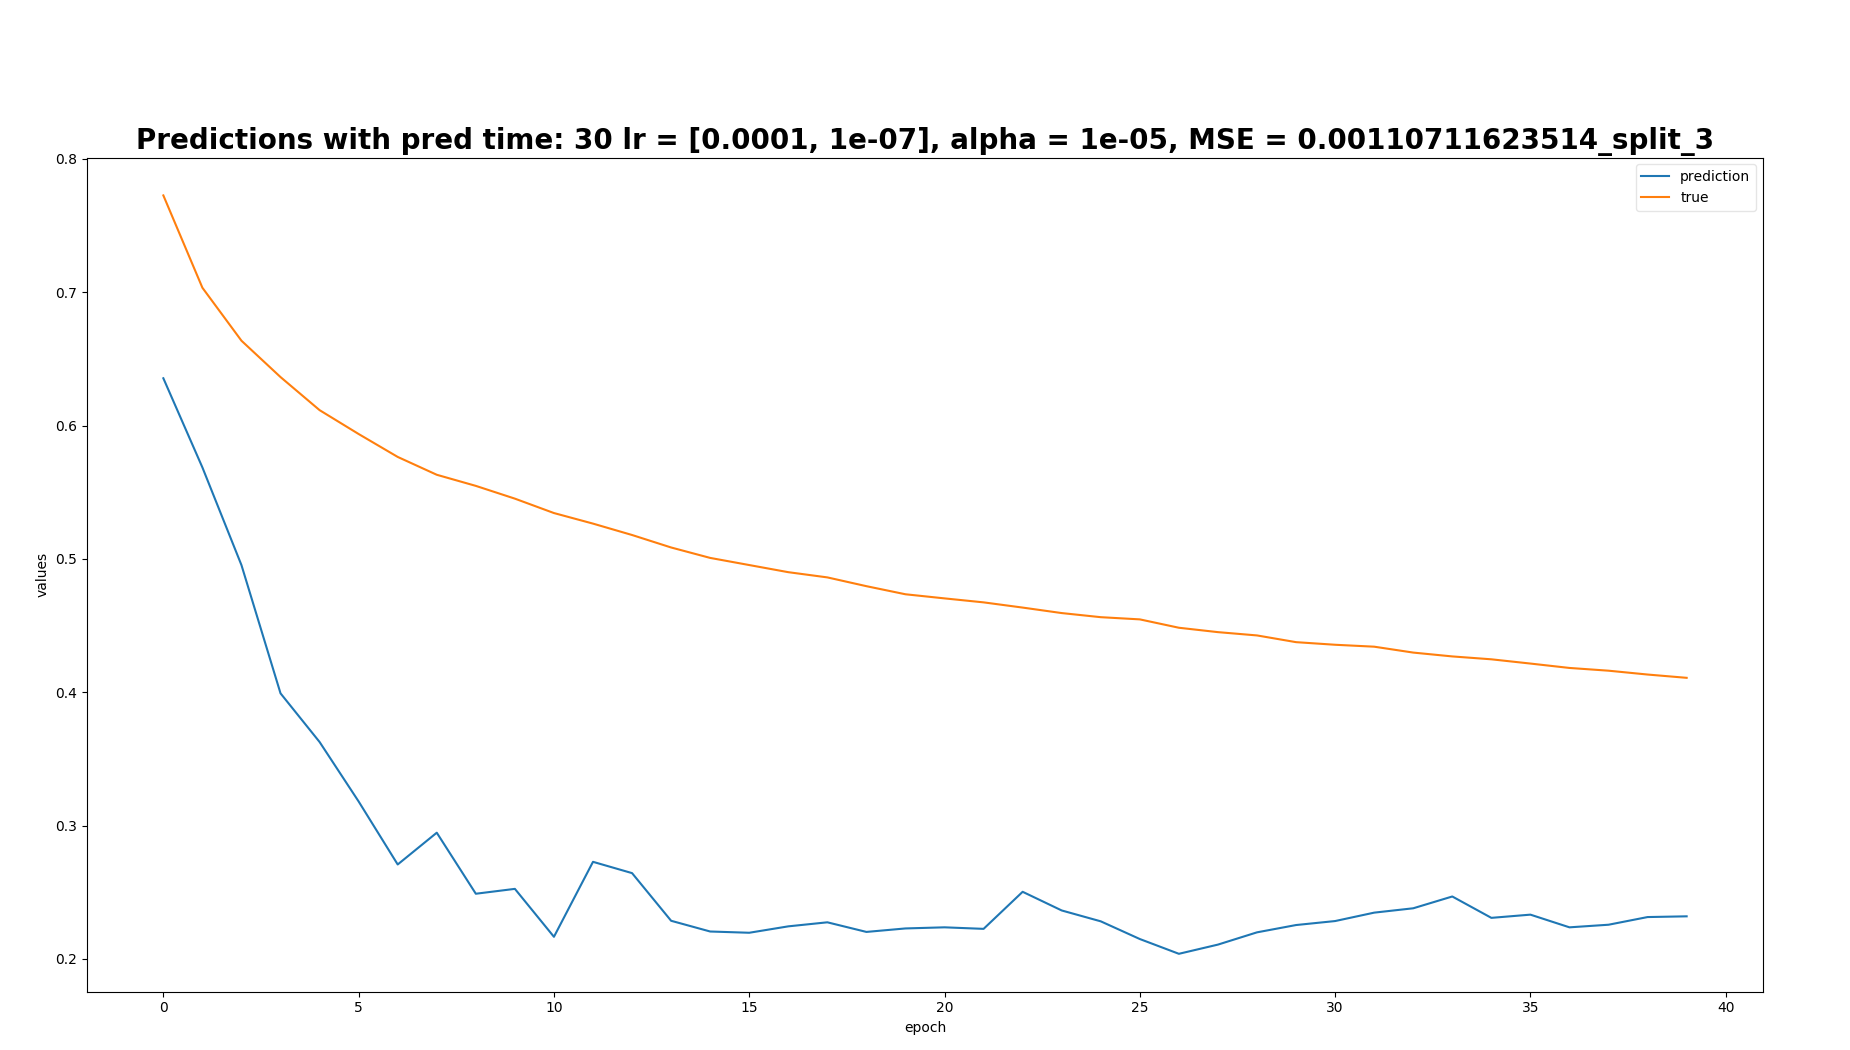 Predictions with pred time: 30 lr = [0.0001, 1e-07], alpha = 1e-05, MSE = 0.00110711623514_split_3
prediction
true
values
0.8
0.7
0.6
0.5
0.4
0.3
0.2
0 5 10 15 20 25 30 35 40
epoch